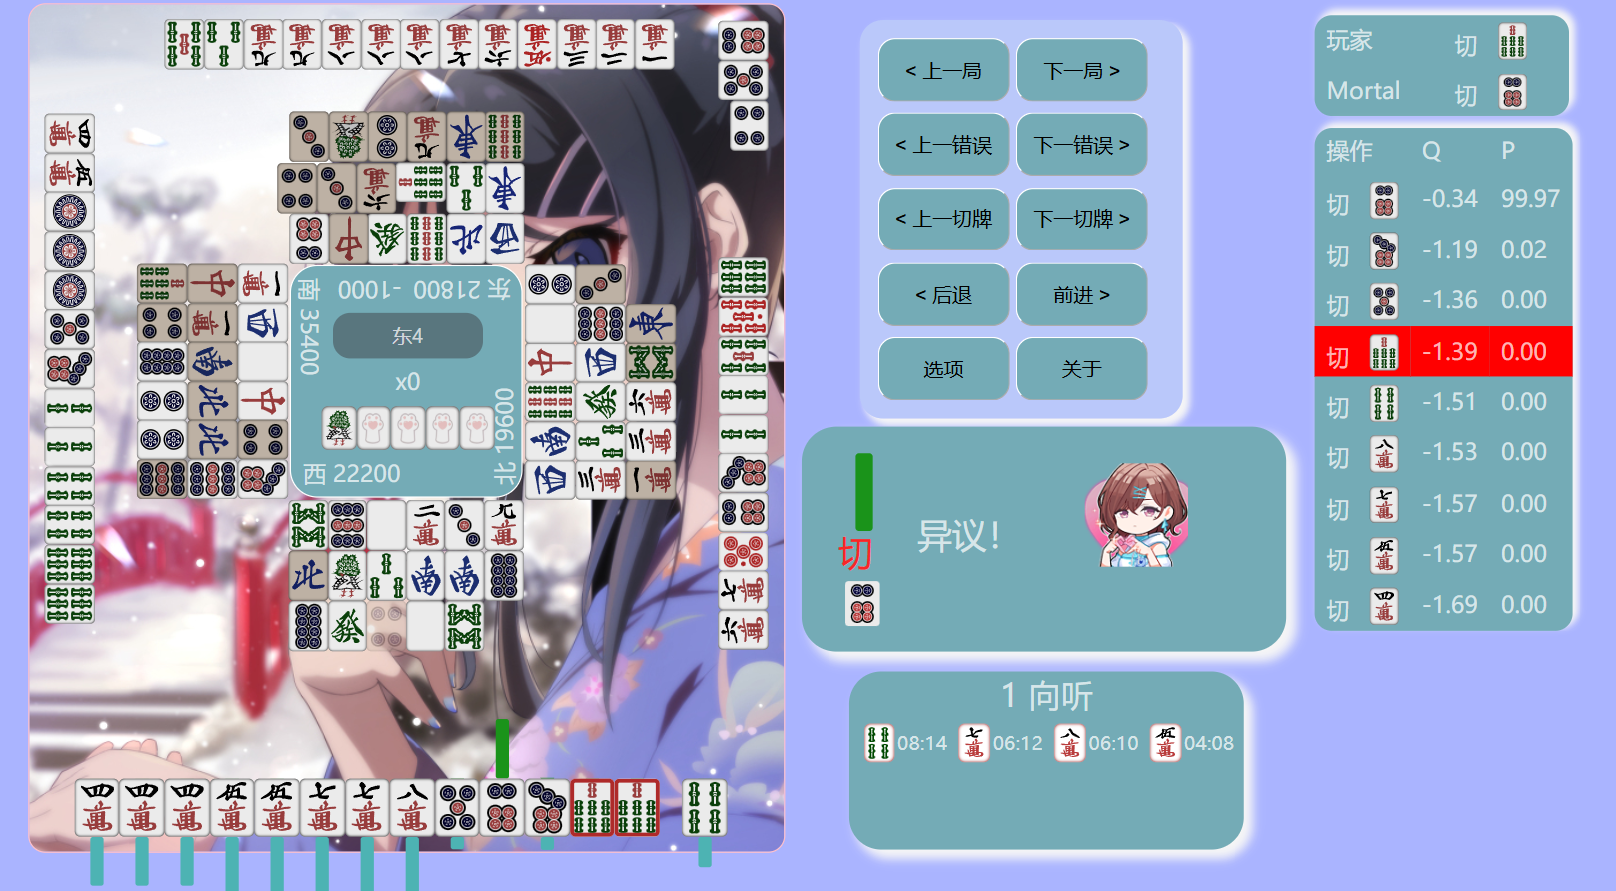 南 35400
东 21800 -1000
东4
x0
西 22200
北 19600
< 上一局
下一局 >
< 上一错误
下一错误 >
< 上一切牌
下一切牌 >
< 后退
前进 >
选项
关于
切
异议！
1 向听
08:14
06:12
06:10
04:08
玩家 切
Mortal 切
操作 Q P
切 -0.34 99.97
切 -1.19 0.02
切 -1.36 0.00
切 -1.39 0.00
切 -1.51 0.00
切 -1.53 0.00
切 -1.57 0.00
切 -1.57 0.00
切 -1.69 0.00